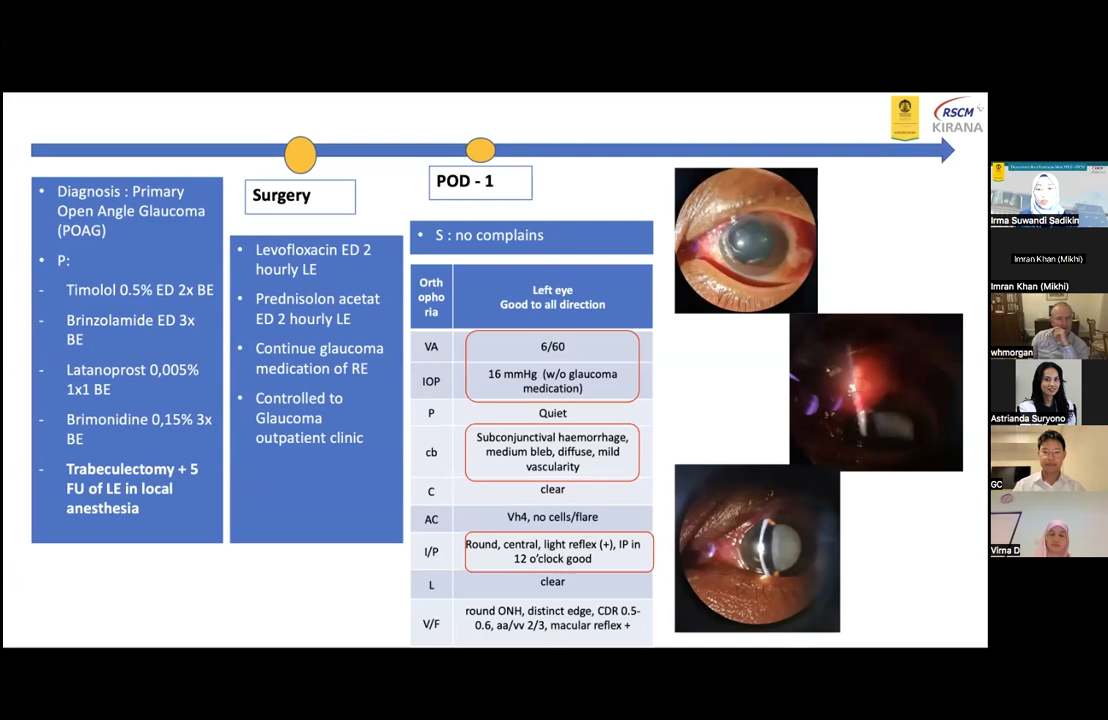 RSCM
KIRANA
• Diagnosis : Primary
Open Angle Glaucoma
(POAG)
• P:
- Timolol 0.5% ED 2x BE
- Brinzolamide ED 3x
BE
- Latanoprost 0,005%
1x1 BE
- Brimonidine 0,15% 3x
BE
- Trabeculectomy + 5
FU of LE in local
anesthesia
Surgery
• Levofloxacin ED 2
hourly LE
• Prednisolon acetat
ED 2 hourly LE
• Continue glaucoma
medication of RE
• Controlled to
Glaucoma
outpatient clinic
POD - 1
• S : no complains
Orth
opho
ria
Left eye
Good to all direction
VA
6/60
IOP
16 mmHg (w/o glaucoma
medication)
P
Quiet
cb
Subconjunctival haemorrhage,
medium bleb, diffuse, mild
vascularity
C
clear
AC
Vh4, no cells/flare
I/P
Round, central, light reflex (+), IP in
12 o'clock good
L
clear
V/F
round ONH, distinct edge, CDR 0.5-
0.6, aa/vv 2/3, macular reflex +
Irma Suwandi Sadikin
Imran Khan (Mikhi)
Imran Khan (Mikhi)
whmorgan
Astrianda Suryono
GC
Virna D